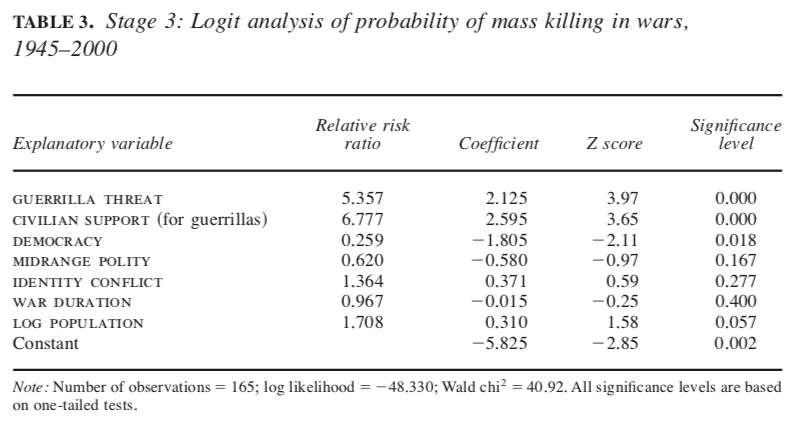 TABLE 3. Stage 3: Logit analysis of probability of mass killing in wars,
1945–2000
Explanatory variable Relative risk ratio Coefficient Z score Significance level
GUERRILLA THREAT 5.357 2.125 3.97 0.000
CIVILIAN SUPPORT (for guerrillas) 6.777 2.595 3.65 0.000
DEMOCRACY 0.259 −1.805 −2.11 0.018
MIDRANGE POLITY 0.620 −0.580 −0.97 0.167
IDENTITY CONFLICT 1.364 0.371 0.59 0.277
WAR DURATION 0.967 −0.015 −0.25 0.400
LOG POPULATION 1.708 0.310 1.58 0.057
Constant −5.825 −2.85 0.002
Note: Number of observations = 165; log likelihood = −48.330; Wald chi² = 40.92. All significance levels are based
on one-tailed tests.